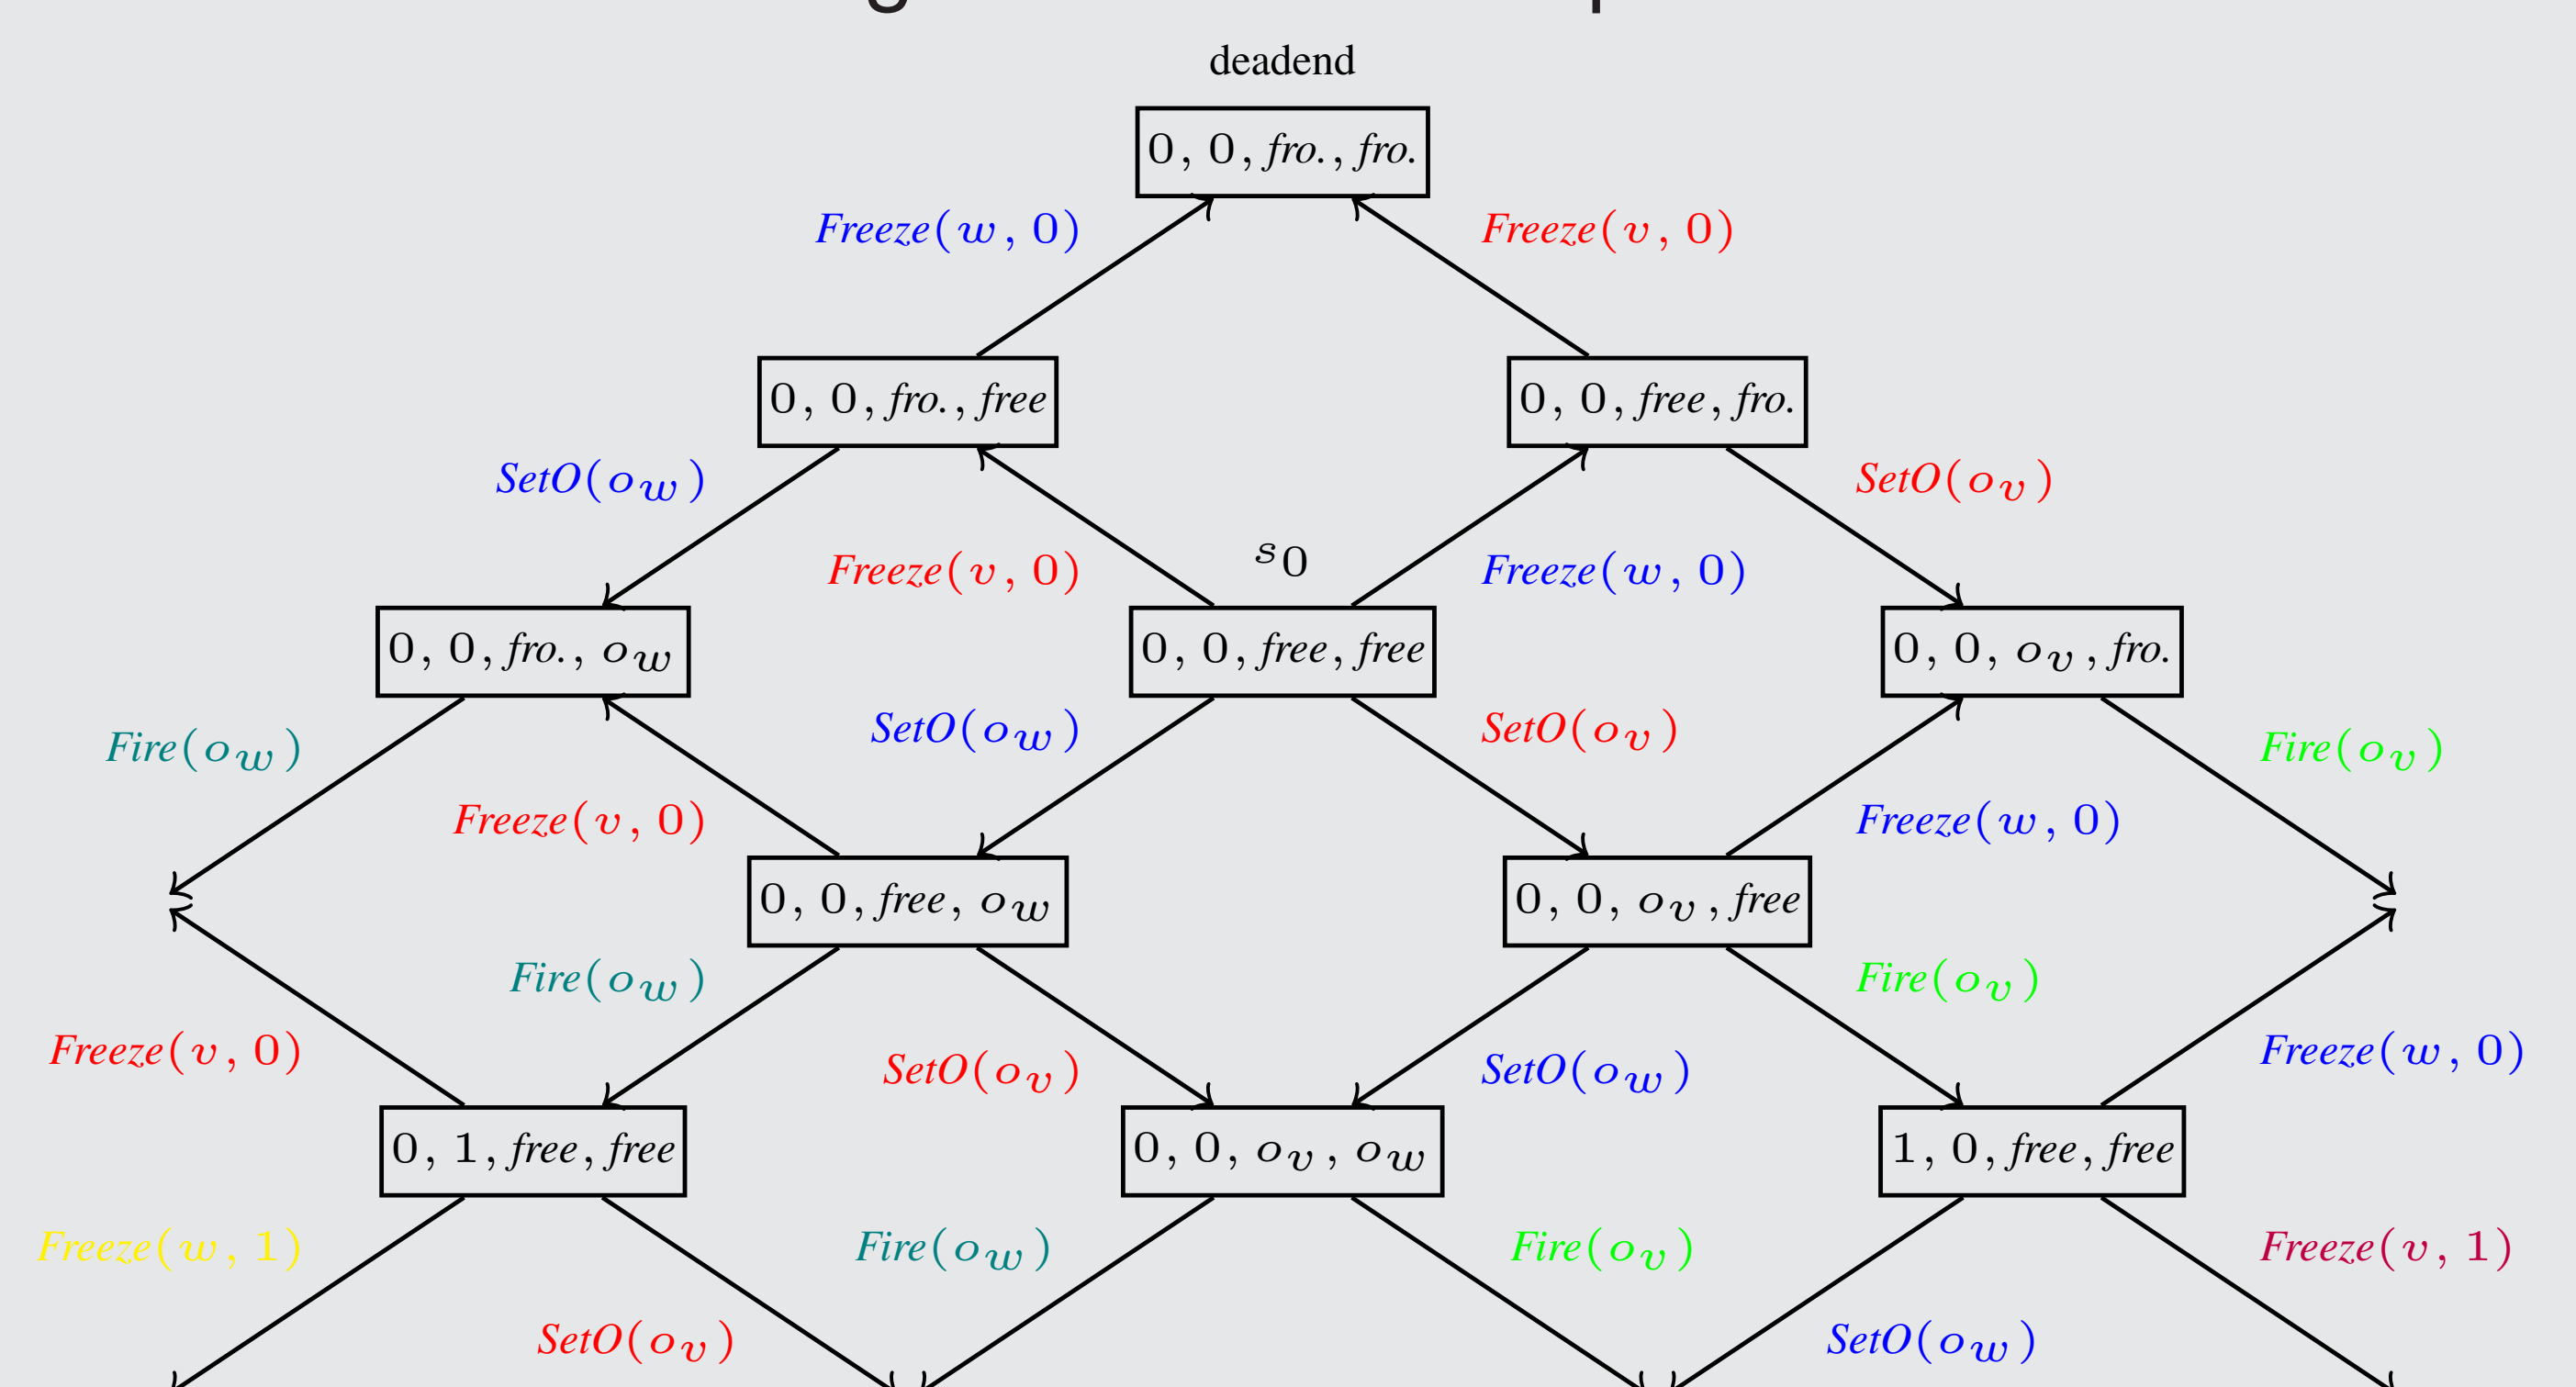 deadend
0, 0, fro., fro.
Freeze(w, 0) Freeze(v, 0)
0, 0, fro., free 0, 0, free, fro.
SetO(o_w) SetO(o_v)
s_0
Freeze(v, 0) Freeze(w, 0)
0, 0, fro., o_w 0, 0, free, free 0, 0, o_v, fro.
Fire(o_w) SetO(o_w) SetO(o_v) Fire(o_v)
Freeze(v, 0) Freeze(w, 0)
0, 0, free, o_w 0, 0, o_v, free
Fire(o_w) Fire(o_v)
Freeze(v, 0) SetO(o_v) SetO(o_w) Freeze(w, 0)
0, 1, free, free 0, 0, o_v, o_w 1, 0, free, free
Freeze(w, 1) Fire(o_w) Fire(o_v) Freeze(v, 1)
SetO(o_v) SetO(o_w)